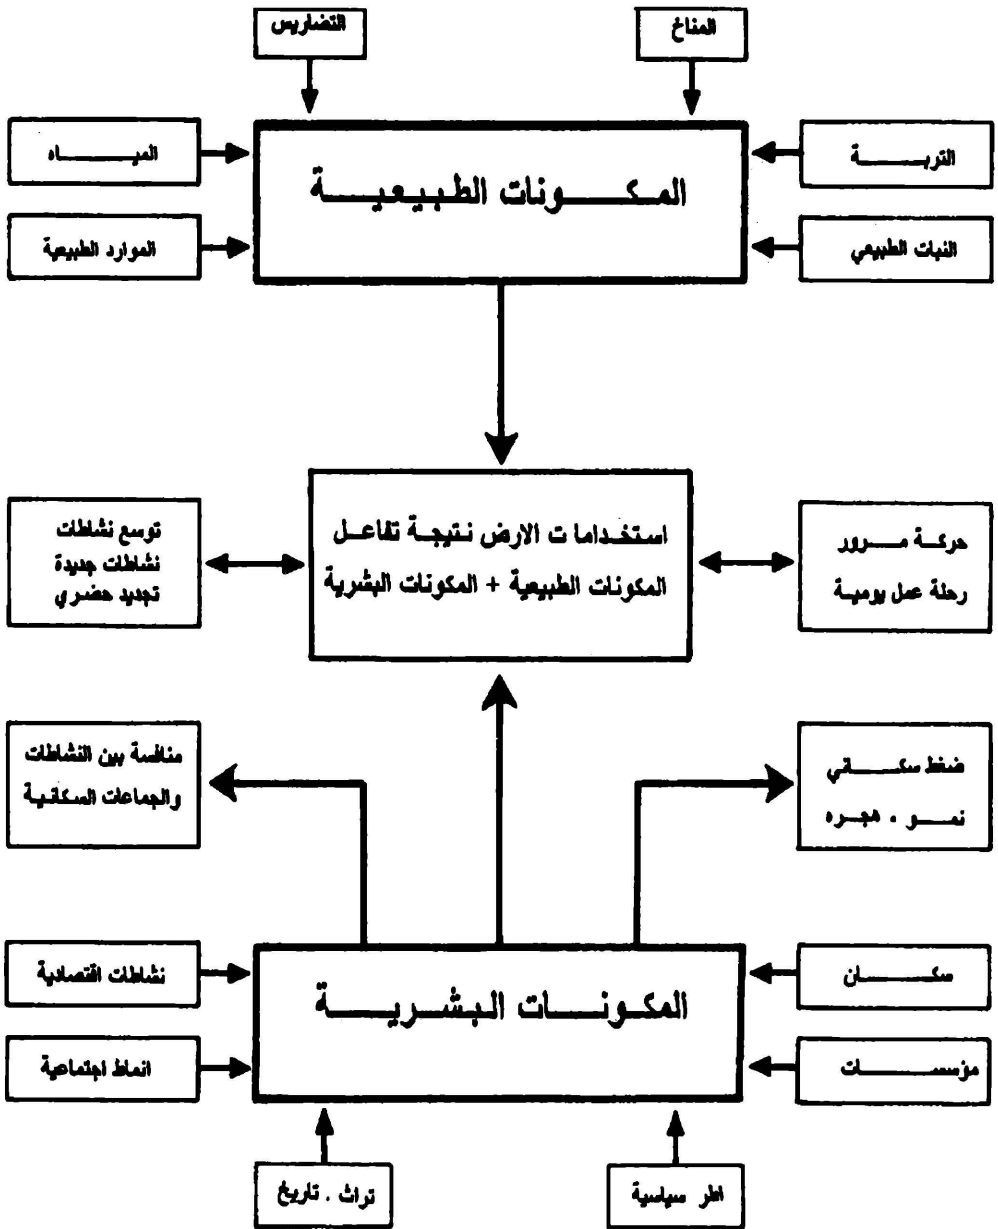 المناخ
التضاريس
التربة
المياه
المكونات الطبيعية
النبات الطبيعي
الموارد الطبيعية
استخدامات الارض نتيجة تفاعل
المكونات الطبيعية + المكونات البشرية
حركة مرور
رحلة عمل يومية
توسع نشاطات
نشاطات جديدة
تجديد حضري
ضغط سكاني
نمو . هجره
منافسة بين النشاطات
والجماعات السكانية
سكان
نشاطات اقتصادية
المكونات البشرية
مؤسسات
انماط اجتماعية
اطر سياسية
تراث . تاريخ